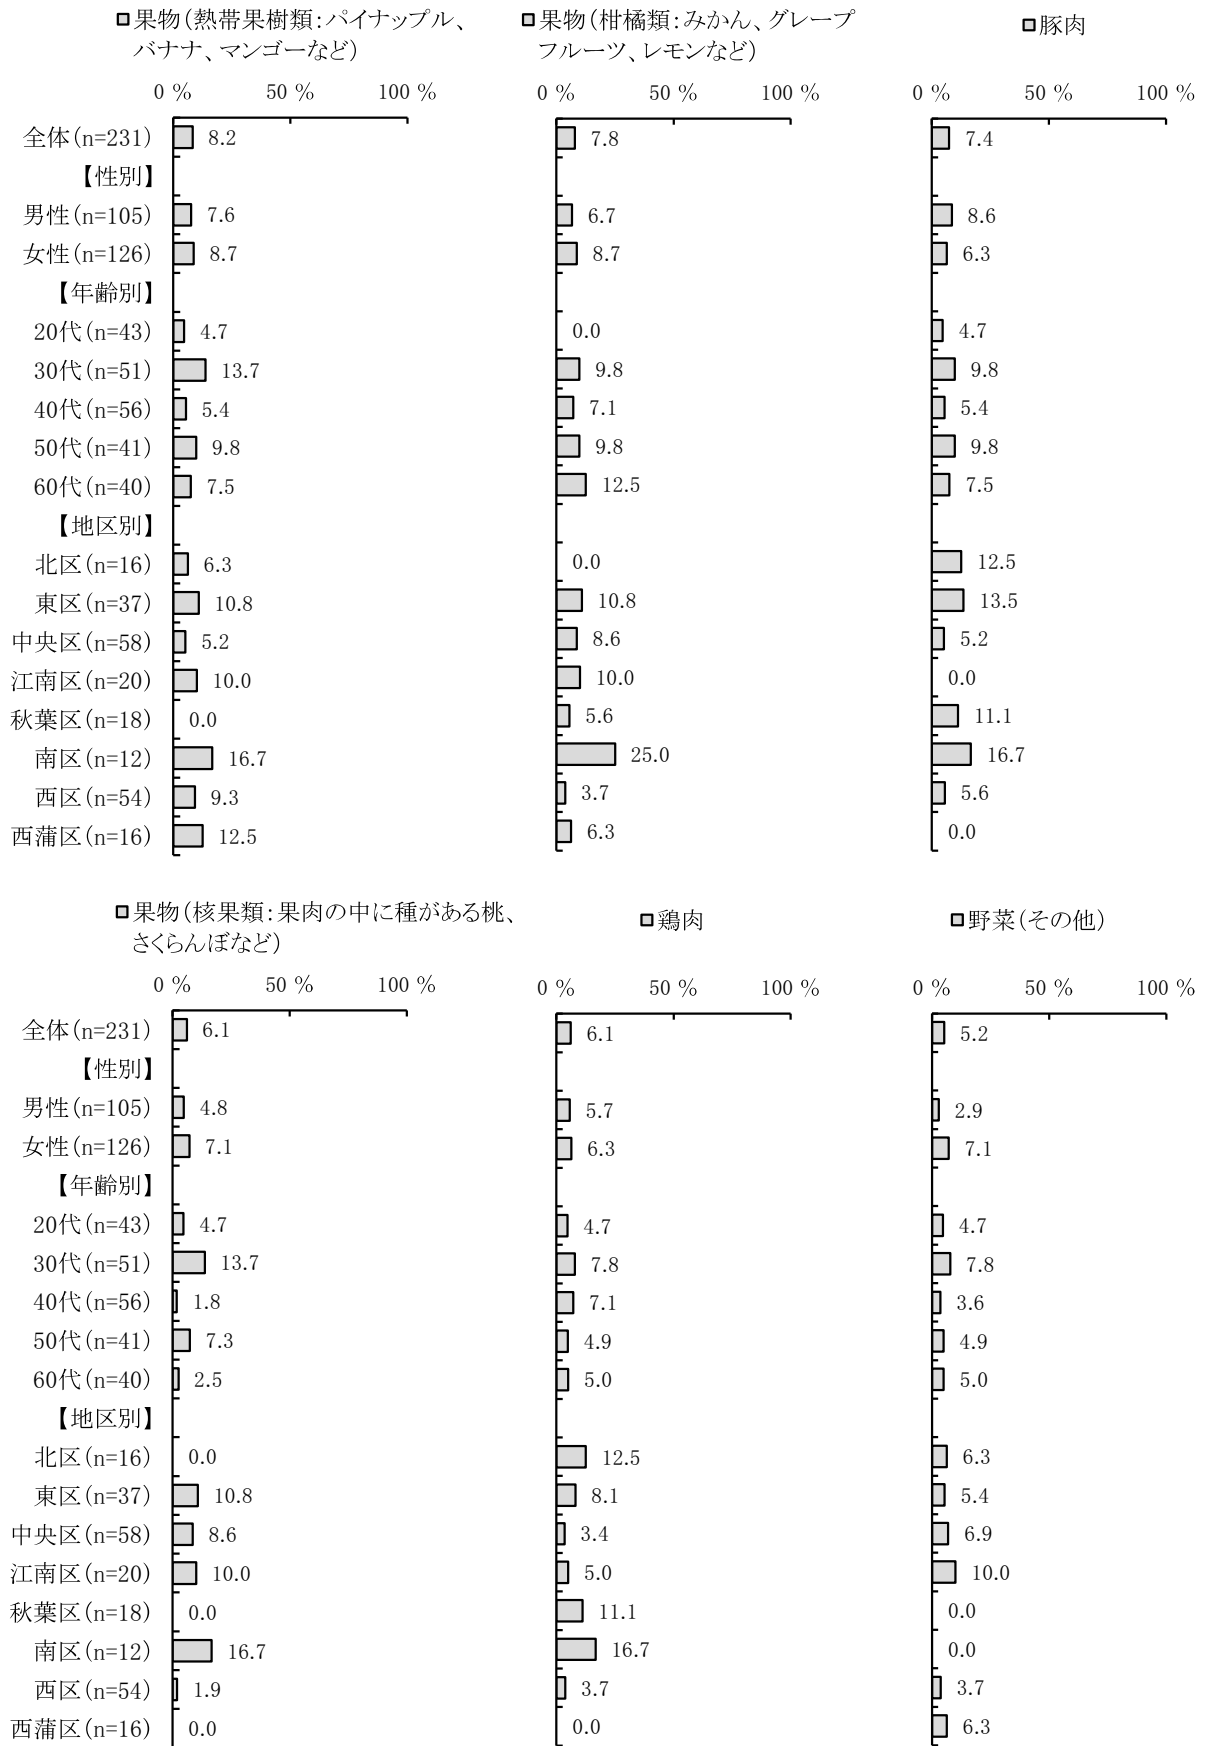 果物（熱帯果樹類：パイナップル、
バナナ、マンゴーなど）
0 % 50 % 100 %
全体（n=231） 8.2
【性別】
男性（n=105） 7.6
女性（n=126） 8.7
【年齢別】
20代（n=43） 4.7
30代（n=51） 13.7
40代（n=56） 5.4
50代（n=41） 9.8
60代（n=40） 7.5
【地区別】
北区（n=16） 6.3
東区（n=37） 10.8
中央区（n=58） 5.2
江南区（n=20） 10.0
秋葉区（n=18） 0.0
南区（n=12） 16.7
西区（n=54） 9.3
西蒲区（n=16） 12.5
果物（柑橘類：みかん、グレープ
フルーツ、レモンなど）
0 % 50 % 100 %
7.8
6.7
8.7
0.0
9.8
7.1
9.8
12.5
0.0
10.8
8.6
10.0
5.6
25.0
3.7
6.3
豚肉
0 % 50 % 100 %
7.4
8.6
6.3
4.7
9.8
5.4
9.8
7.5
12.5
13.5
5.2
0.0
11.1
16.7
5.6
0.0
果物（核果類：果肉の中に種がある桃、
さくらんぼなど）
0 % 50 % 100 %
全体（n=231） 6.1
【性別】
男性（n=105） 4.8
女性（n=126） 7.1
【年齢別】
20代（n=43） 4.7
30代（n=51） 13.7
40代（n=56） 1.8
50代（n=41） 7.3
60代（n=40） 2.5
【地区別】
北区（n=16） 0.0
東区（n=37） 10.8
中央区（n=58） 8.6
江南区（n=20） 10.0
秋葉区（n=18） 0.0
南区（n=12） 16.7
西区（n=54） 1.9
西蒲区（n=16） 0.0
鶏肉
0 % 50 % 100 %
6.1
5.7
6.3
4.7
7.8
7.1
4.9
5.0
12.5
8.1
3.4
5.0
11.1
16.7
3.7
0.0
野菜（その他）
0 % 50 % 100 %
5.2
2.9
7.1
4.7
7.8
3.6
4.9
5.0
6.3
5.4
6.9
10.0
0.0
0.0
3.7
6.3